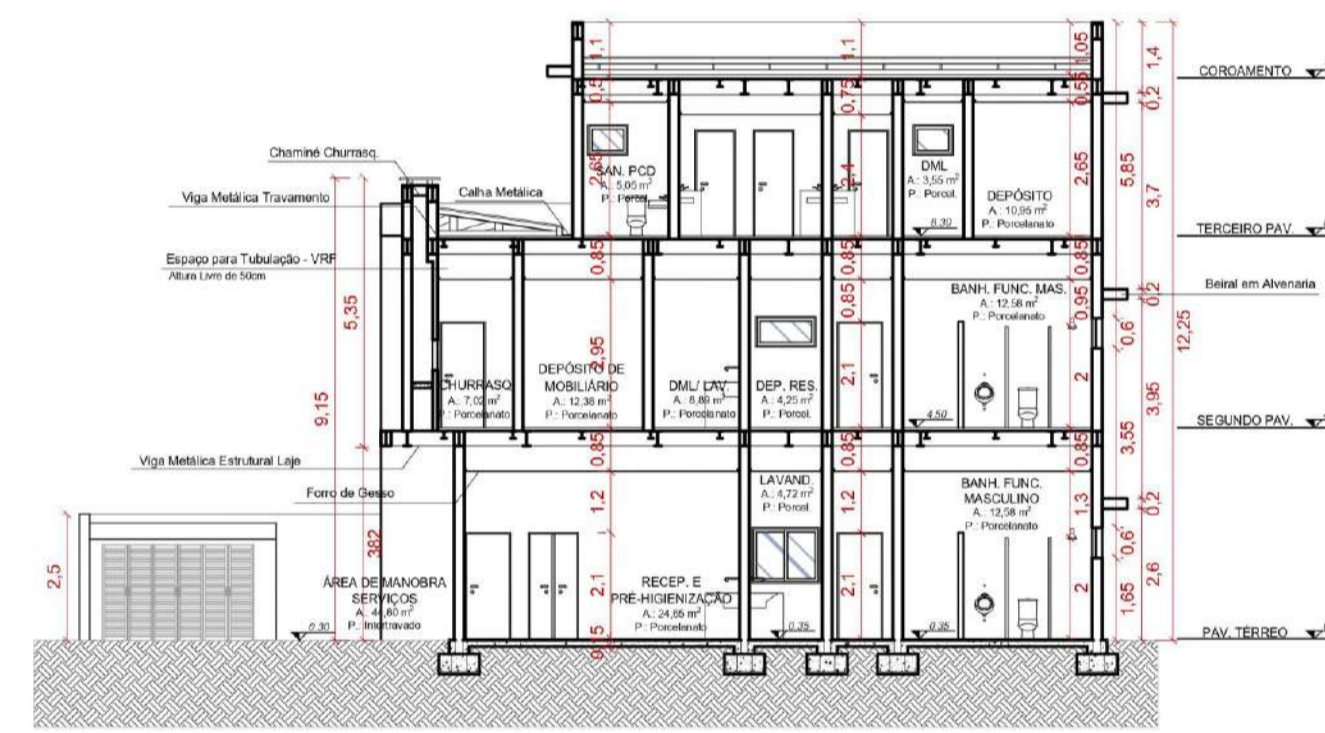 1,1
1,1
1,05
1,4
COROAMENTO
0,5
0,75
0,55
0,2
Chaminé Churrasq.
Viga Metálica Travamento
Calha Metálica
2,65
SAN. PCD
A.: 5,05 m²
P.: Porcel.
2,4
DML
A.: 3,55 m²
P.: Porcel.
8.30
DEPÓSITO
A.: 10,95 m²
P.: Porcelanato
2,65
5,85
3,7
TERCEIRO PAV.
Espaço para Tubulação - VRF
Altura Livre de 50cm
0,85
0,85
0,85
5,35
0,85
BANH. FUNC. MAS.
A.: 12,58 m²
P.: Porcelanato
0,95
0,2
Beiral em Alvenaria
0,6
12,25
9,15
2,95
CHURRASQ.
A.: 7,02 m²
P.: Porcelanato
DEPÓSITO DE
MOBILIÁRIO
A.: 12,38 m²
P.: Porcelanato
DML/ LAV.
A.: 8,89 m²
P.: Porcelanato
DEP. RES.
A.: 4,25 m²
P.: Porcel.
2,1
2
3,95
4.50
SEGUNDO PAV.
Viga Metálica Estrutural Laje
0,85
0,85
0,85
3,55
Forro de Gesso
1,2
LAVAND.
A.: 4,72 m²
P.: Porcel.
1,2
BANH. FUNC.
MASCULINO
A.: 12,58 m²
P.: Porcelanato
1,3
0,2
382
0,6
2,5
ÁREA DE MANOBRA
SERVIÇOS
A.: 44,80 m²
P.: Intertravado
2,1
RECEP. E
PRÉ-HIGIENIZAÇÃO
A.: 24,65 m²
P.: Porcelanato
2,1
2
1,65
2,6
0.30
0,15
0.35
0.35
PAV. TÉRREO